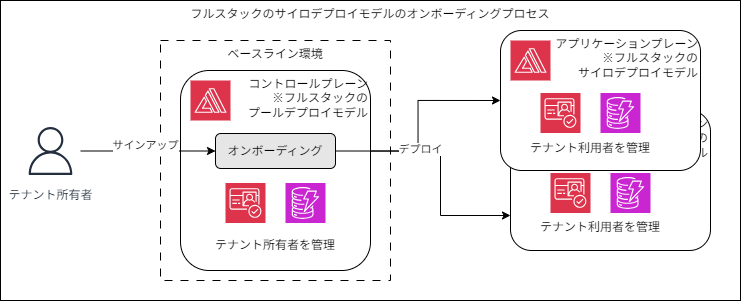 フルスタックのサイロデプロイモデルのオンボーディングプロセス
ベースライン環境
コントロールプレーン
※フルスタックの
プールデプロイモデル
オンボーディング
テナント所有者を管理
サインアップ
テナント所有者
デプロイ
アプリケーションプレーン
※フルスタックの
サイロデプロイモデル
テナント利用者を管理
ン
の
ル
テナント利用者を管理